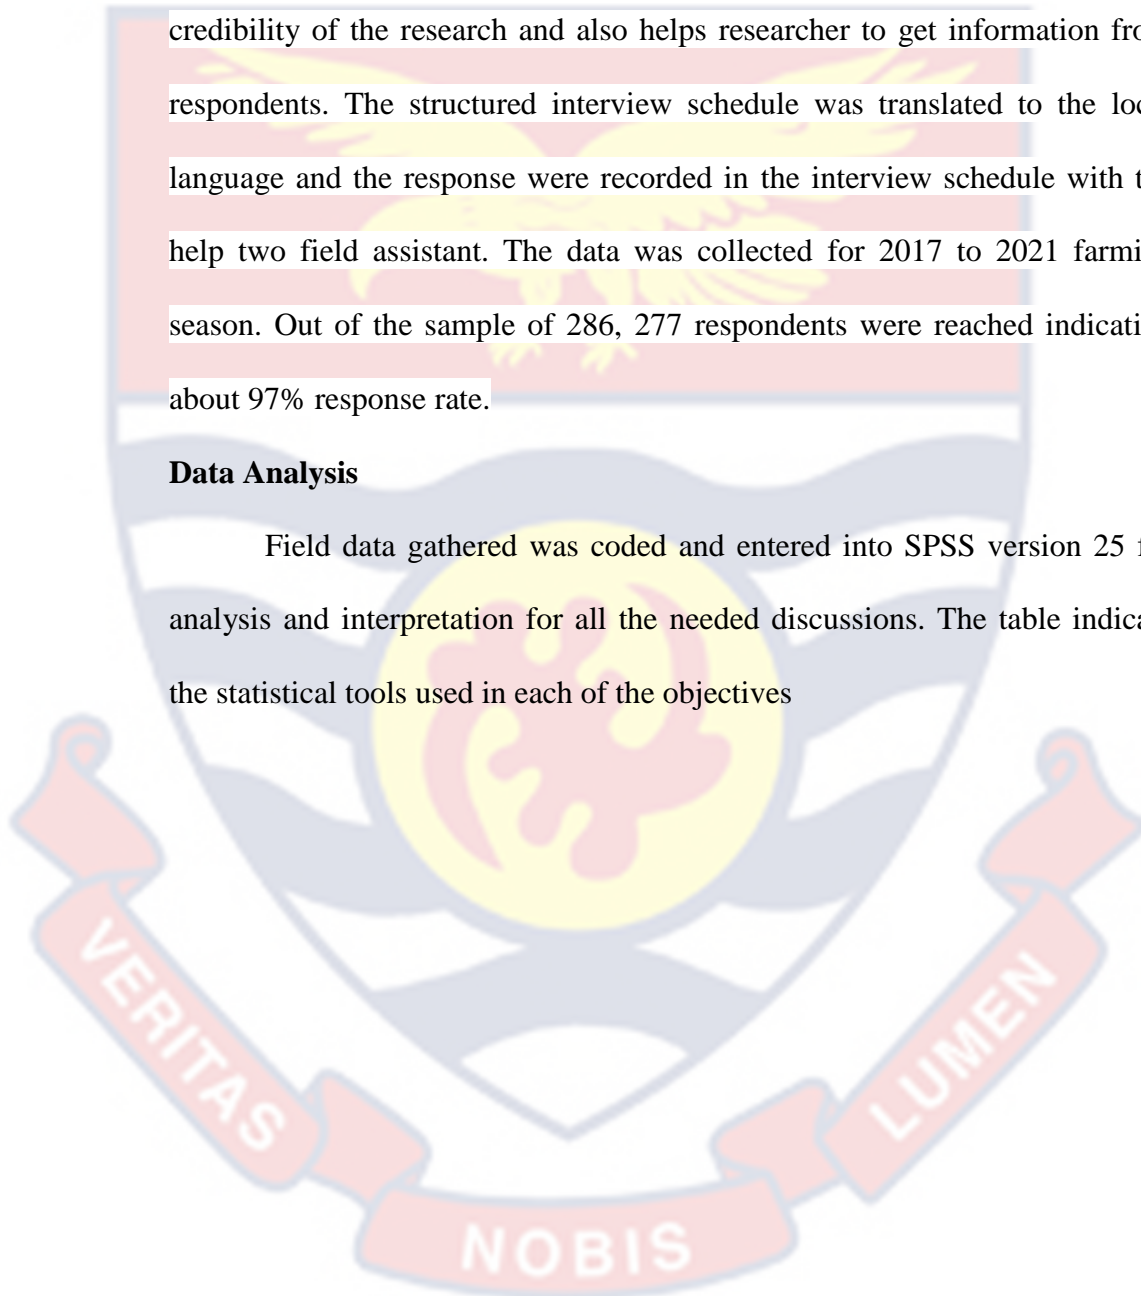 credibility of the research and also helps researcher to get information fro
respondents. The structured interview schedule was translated to the loc
language and the response were recorded in the interview schedule with t
help two field assistant. The data was collected for 2017 to 2021 farmi
season. Out of the sample of 286, 277 respondents were reached indicati
about 97% response rate.
Data Analysis
Field data gathered was coded and entered into SPSS version 25 f
analysis and interpretation for all the needed discussions. The table indica
the statistical tools used in each of the objectives
VERITAS
NOBIS
LUMEN